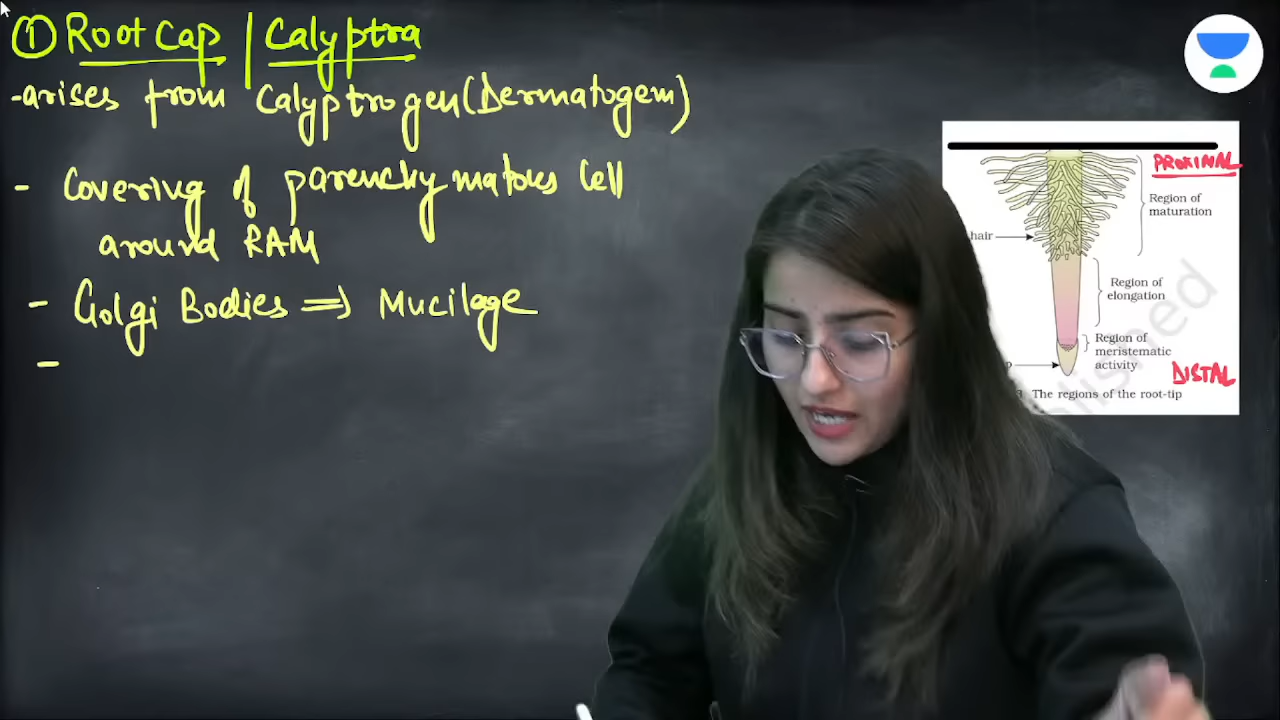 ① Root Cap | Calyptra
-arises from Calyptrogen (Dermatogem)
- Covering of parenchymatous Cell
around RAM
- Golgi Bodies ⇒ Mucilage
-
PROXIMAL
Region of
maturation
hair
Region of
elongation
Region of
meristematic
activity
DISTAL
The regions of the root-tip